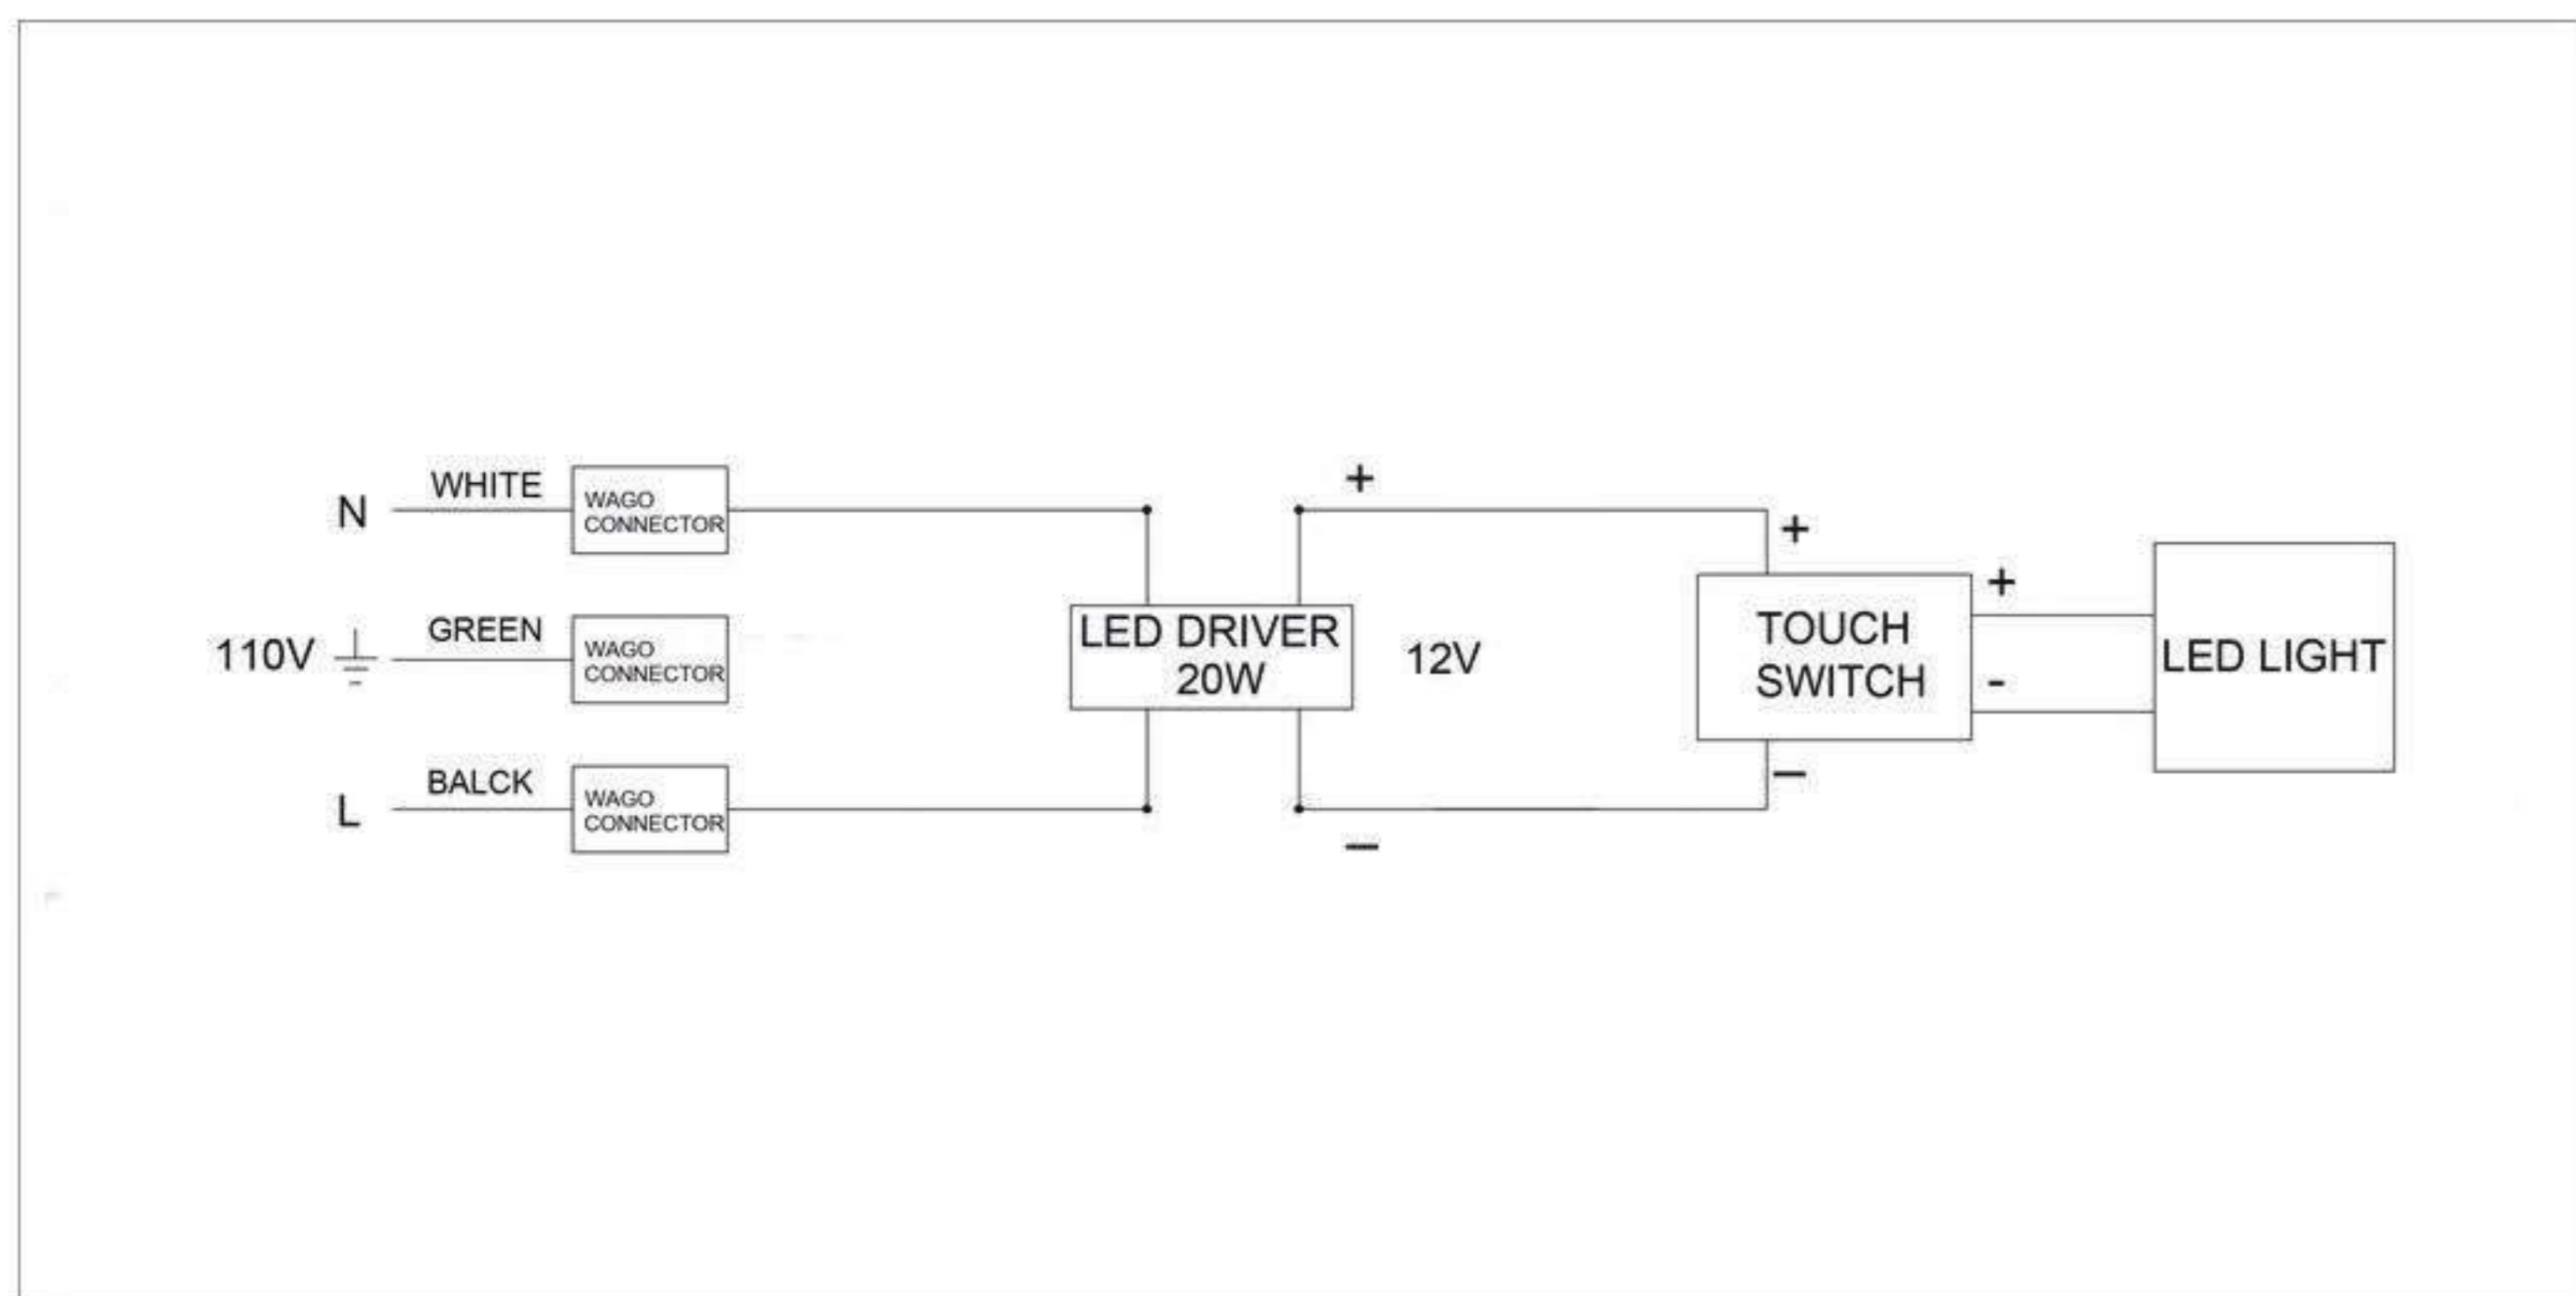 WHITE
N
WAGO
CONNECTOR
GREEN
110V
WAGO
CONNECTOR
BALCK
L
WAGO
CONNECTOR
LED DRIVER
20W
+
12V
–
+
TOUCH
SWITCH
–
+
-
LED LIGHT